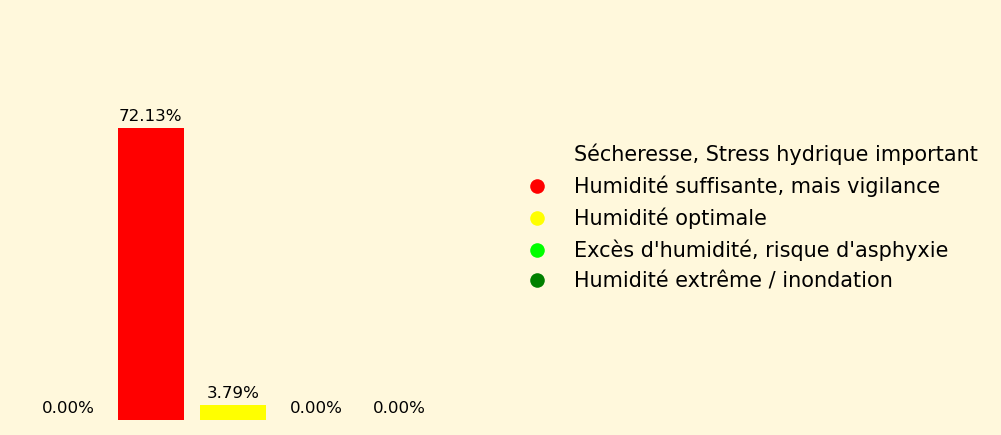 72.13%
3.79%
0.00%
0.00%
0.00%
Sécheresse, Stress hydrique important
Humidité suffisante, mais vigilance
Humidité optimale
Excès d'humidité, risque d'asphyxie
Humidité extrême / inondation